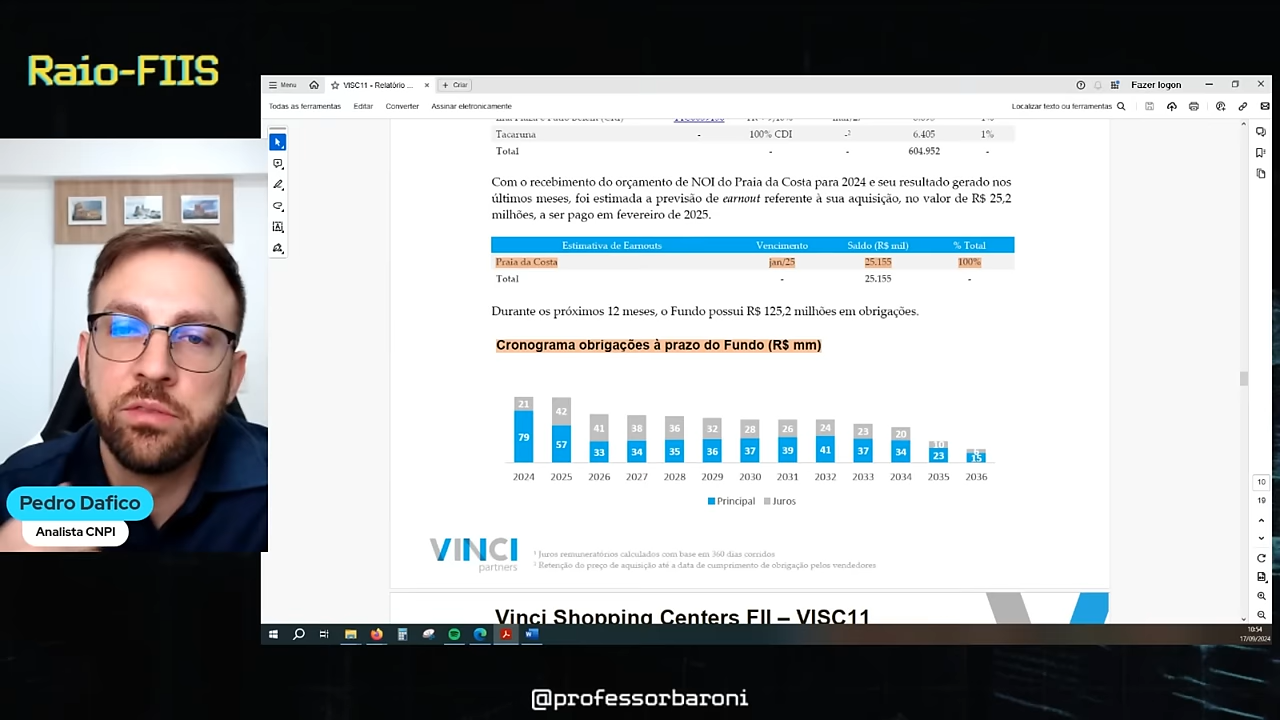 Raio-FIIS
Menu
VISC11 - Relatório ...
Criar
Fazer logon
Todas as ferramentas
Editar
Converter
Assinar eletronicamente
Localizar texto ou ferramentas
Tacaruna - 100% CDI -² 6.405 1%
Total - - 604.952 -
Com o recebimento do orçamento de NOI do Praia da Costa para 2024 e seu resultado gerado nos
últimos meses, foi estimada a previsão de earnout referente à sua aquisição, no valor de R$ 25,2
milhões, a ser pago em fevereiro de 2025.
Estimativa de Earnouts Vencimento Saldo (R$ mil) % Total
Praia da Costa jan/25 25.155 100%
Total - 25.155 -
Durante os próximos 12 meses, o Fundo possui R$ 125,2 milhões em obrigações.
Cronograma obrigações à prazo do Fundo (R$ mm)
21 42 41 38 36 32 28 26 24 23 20 10
79 57 33 34 35 36 37 39 41 37 34 23 15
2024 2025 2026 2027 2028 2029 2030 2031 2032 2033 2034 2035 2036
Principal Juros
VINCI
partners
¹ Juros remuneratórios calculados com base em 360 dias corridos
² Retenção do preço de aquisição até a data de cumprimento de obrigação pelos vendedores
Vinci Shopping Centers FII – VISC11
10
19
10:54
17/09/2024
Pedro Dafico
Analista CNPI
@professorbaroni